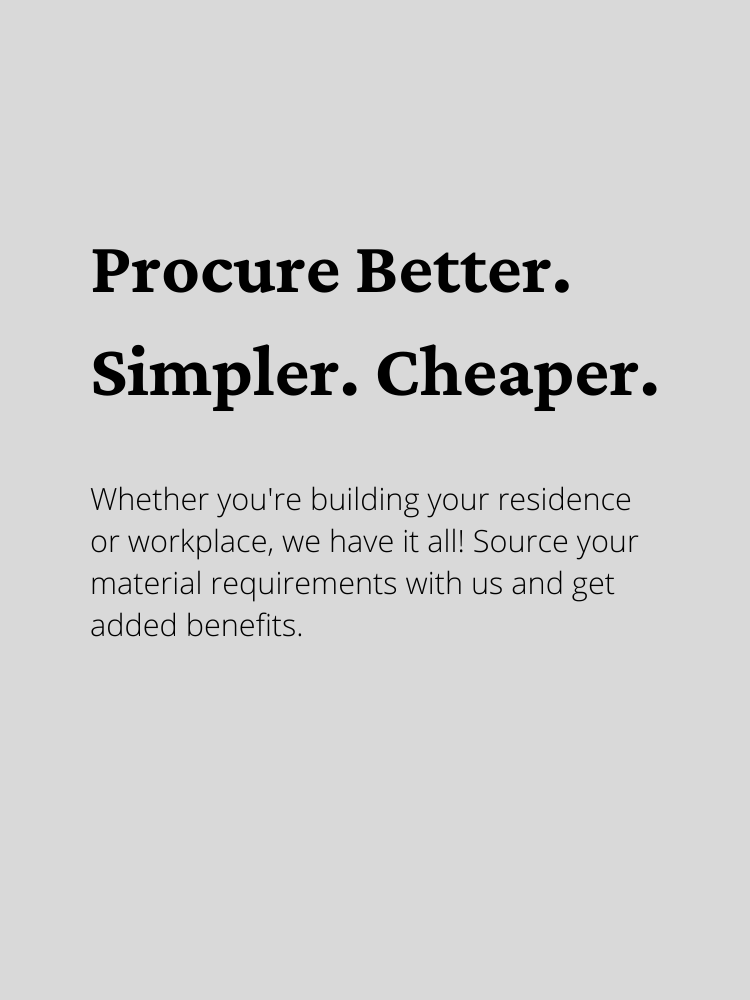 Procure Better.
Simpler. Cheaper.
Whether you're building your residence
or workplace, we have it all! Source your
material requirements with us and get
added benefits.